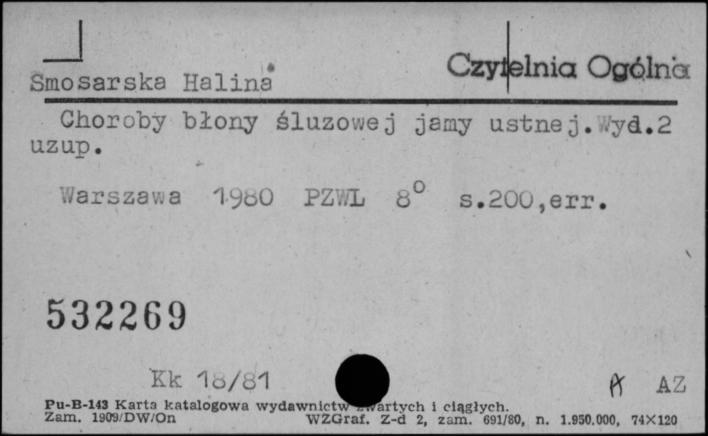 Czytelnia Ogólna
Smosarska Halina
Choroby błony śluzowej jamy ustnej. Wyd.2
uzup.
Warszawa 1980 PZWL 8° s.200,err.
532269
Kk 18/81
A AZ
Pu-B-143 Karta katalogowa wydawnictw zwartych i ciągłych.
Zam. 1909/DW/On WZGraf. Z-d 2, zam. 691/80, n. 1.950.000, 74×120